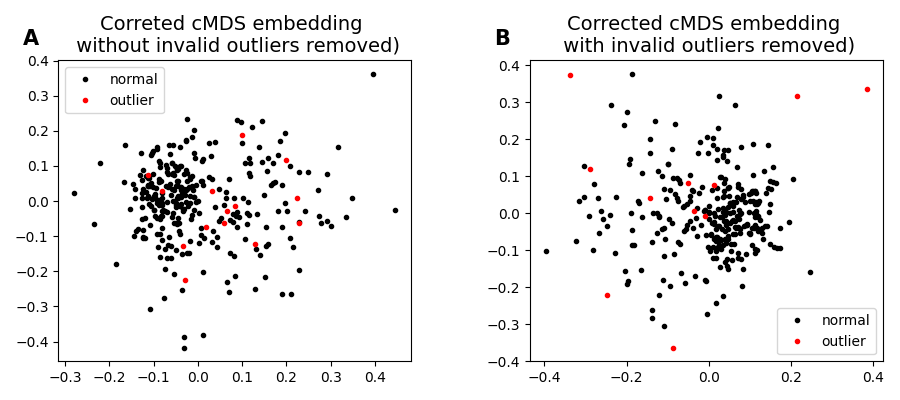 A
Correted cMDS embedding
without invalid outliers removed)
normal
outlier
0.4
0.3
0.2
0.1
0.0
−0.1
−0.2
−0.3
−0.4
−0.3 −0.2 −0.1 0.0 0.1 0.2 0.3 0.4
B
Corrected cMDS embedding
with invalid outliers removed)
0.4
0.3
0.2
0.1
0.0
−0.1
−0.2
−0.3
−0.4
normal
outlier
−0.4 −0.2 0.0 0.2 0.4